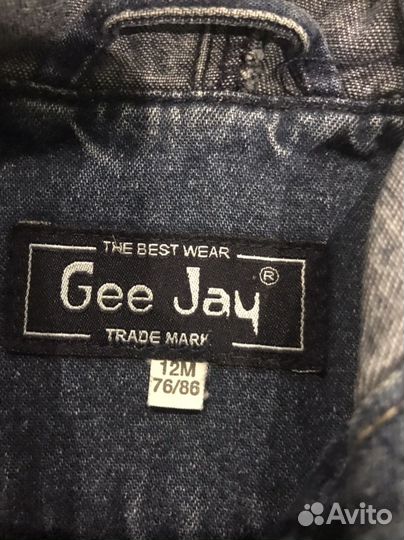 THE BEST WEAR
Gee Jay ®
TRADE MARK
12M
76/86
Avito